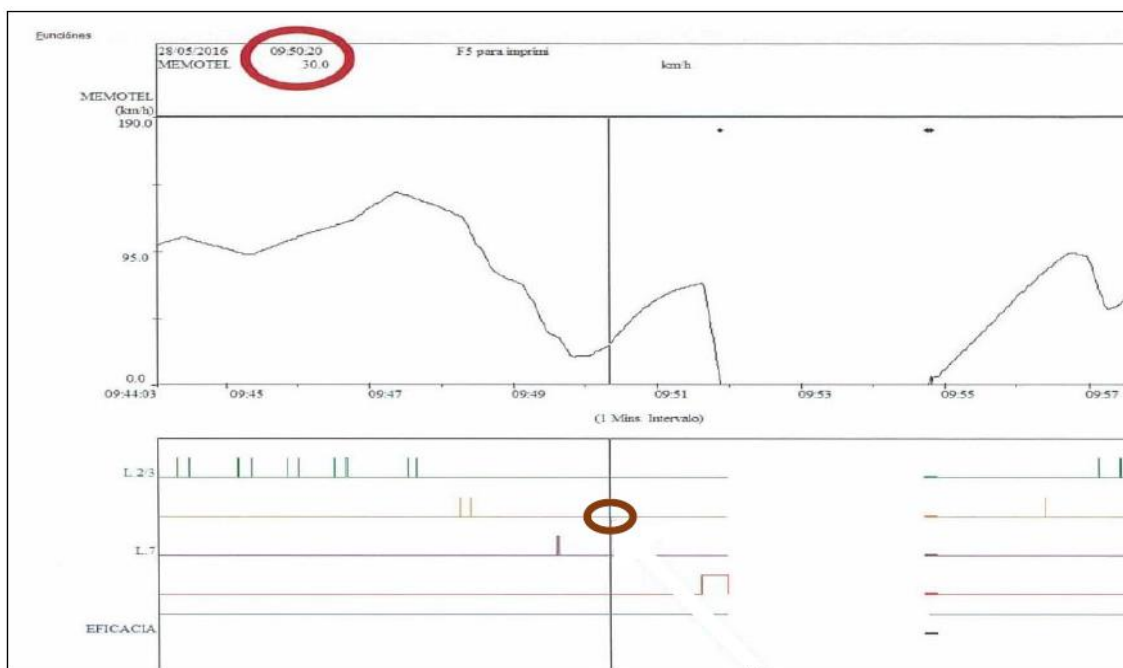 Funciónes
28/05/2016 09:50:20 F5 para imprimi
MEMOTEL 30.0 km/h
MEMOTEL
(km/h)
190.0
95.0
0.0
09:44:03 09:45 09:47 09:49 09:51 09:53 09:55 09:57
(1 Mins. Intervalo)
L 2/3
L 7
EFICACIA